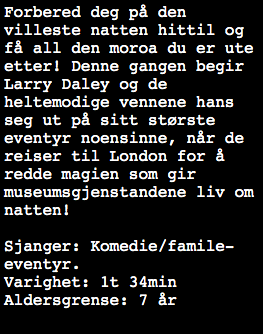 Forbered deg på den
villeste natten hittil og
få all den moroa du er ute
etter! Denne gangen begir
Larry Daley og de
heltemodige vennene hans
seg ut på sitt største
eventyr noensinne, når de
reiser til London for å
redde magien som gir
museumsgjenstandene liv om
natten!

Sjanger: Komedie/famile-
eventyr.
Varighet: 1t 34min
Aldersgrense: 7 år